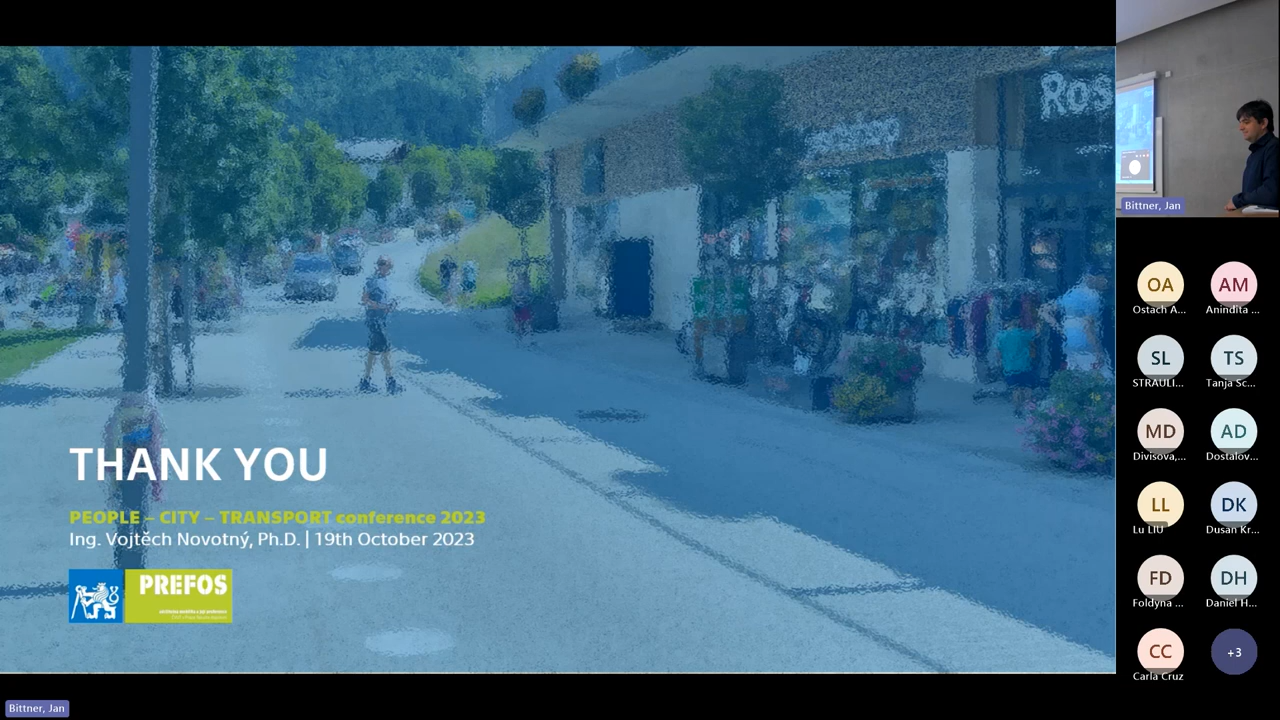 Ros
THANK YOU
PEOPLE – CITY – TRANSPORT conference 2023
Ing. Vojtěch Novotný, Ph.D. | 19th October 2023
PREFOS
Bittner, Jan
Bittner, Jan
OA
AM
Ostach A...
Anindita ...
SL
TS
STRAULI...
Tanja Sc...
MD
AD
Divisova,...
Dostalov...
LL
DK
Lu LIU
Dusan Kr...
FD
DH
Foldyna ...
Daniel H...
CC
+3
Carla Cruz